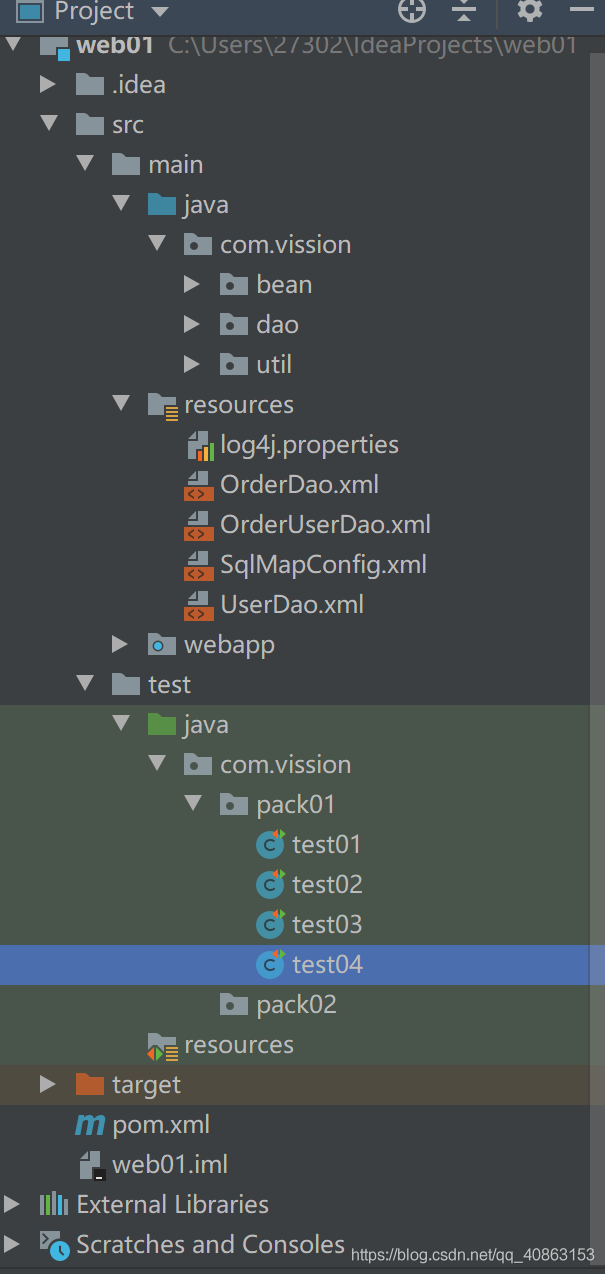 Project
web01 C:\Users\27302\IdeaProjects\web01
.idea
src
main
java
com.vission
bean
dao
util
resources
log4j.properties
OrderDao.xml
OrderUserDao.xml
SqlMapConfig.xml
UserDao.xml
webapp
test
java
com.vission
pack01
test01
test02
test03
test04
pack02
resources
target
pom.xml
web01.iml
External Libraries
Scratches and Consoles
https://blog.csdn.net/qq_40863153